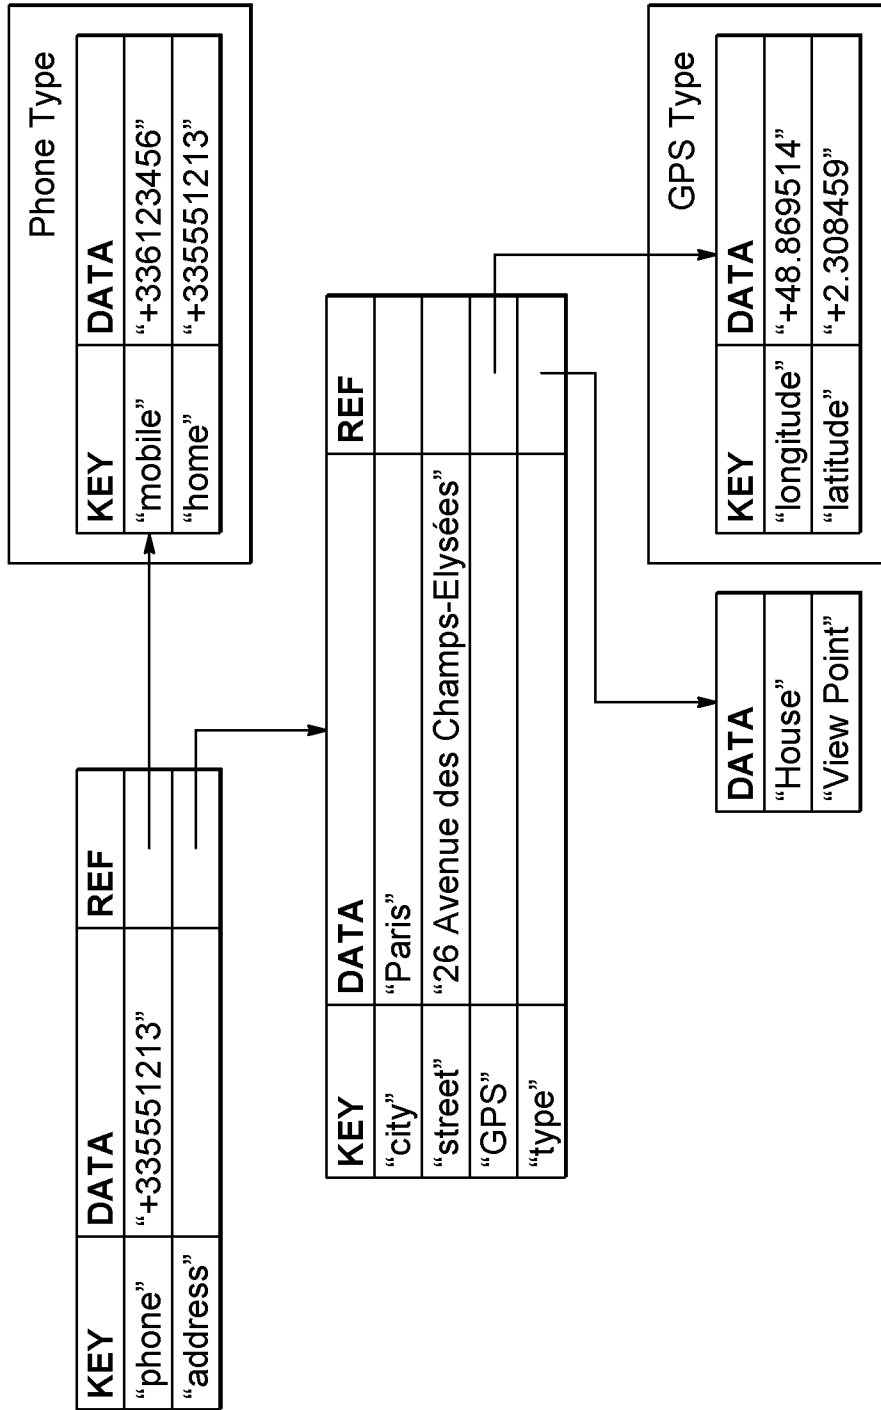 KEY DATA REF
“phone” “+335551213”
“address”
Phone Type
KEY DATA
“mobile” “+336123456”
“home” “+335551213”
KEY DATA REF
“city” “Paris”
“street” “26 Avenue des Champs-Elysées”
“GPS”
“type”
DATA
“House”
“View Point”
GPS Type
KEY DATA
“longitude” “+48.869514”
“latitude” “+2.308459”